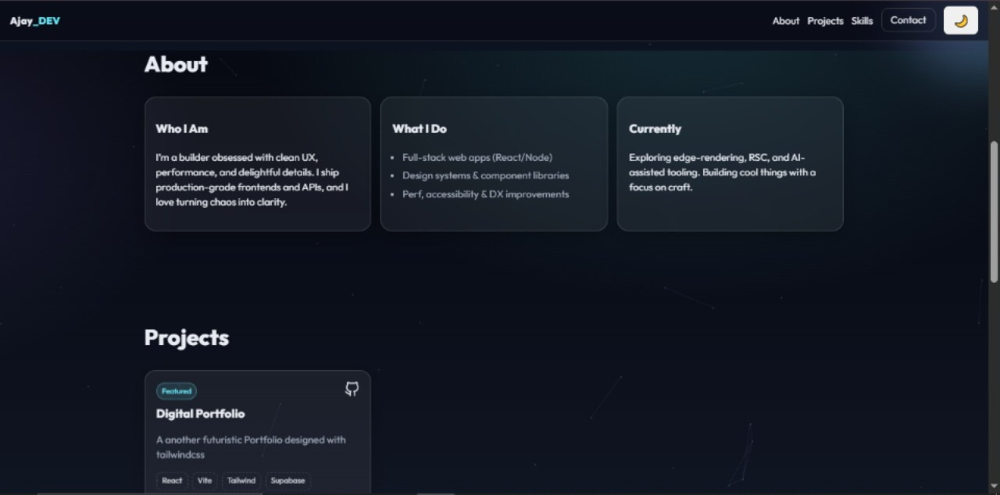 Ajay_DEV
About Projects Skills Contact
About
Who I Am
I'm a builder obsessed with clean UX,
performance, and delightful details. I ship
production-grade frontends and APIs, and I
love turning chaos into clarity.
What I Do
• Full-stack web apps (React/Node)
• Design systems & component libraries
• Perf, accessibility & DX improvements
Currently
Exploring edge-rendering, RSC, and AI-
assisted tooling. Building cool things with a
focus on craft.
Projects
Featured
Digital Portfolio
A another futuristic Portfolio designed with
tailwindcss
React Vite Tailwind Supabase